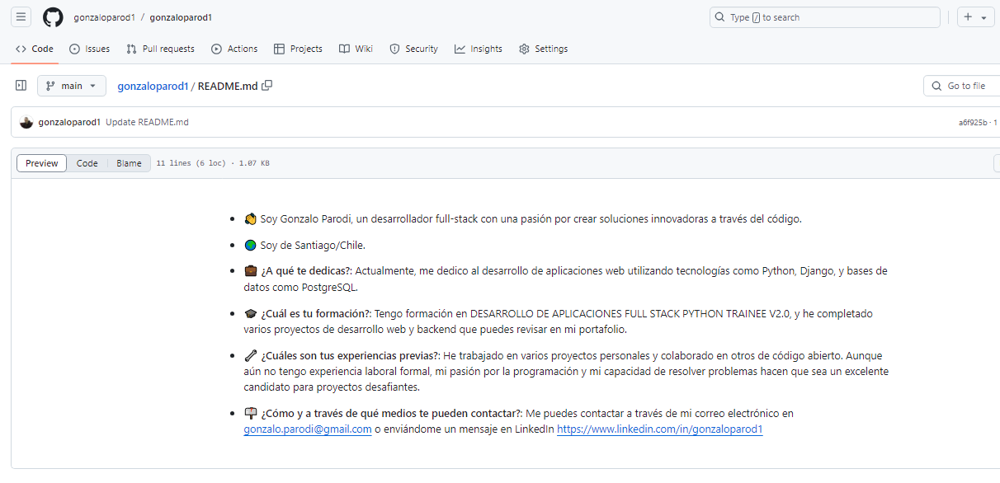 gonzaloparod1 / gonzaloparod1
Type / to search
Code Issues Pull requests Actions Projects Wiki Security Insights Settings
main gonzaloparod1 / README.md Go to file
gonzaloparod1 Update README.md a6f925b · 1
Preview Code Blame 11 lines (6 loc) · 1.07 KB
• 👋 Soy Gonzalo Parodi, un desarrollador full-stack con una pasión por crear soluciones innovadoras a través del código.
• 🌍 Soy de Santiago/Chile.
• 💼 ¿A qué te dedicas?: Actualmente, me dedico al desarrollo de aplicaciones web utilizando tecnologías como Python, Django, y bases de
datos como PostgreSQL.
• 🎓 ¿Cuál es tu formación?: Tengo formación en DESARROLLO DE APLICACIONES FULL STACK PYTHON TRAINEE V2.0, y he completado
varios proyectos de desarrollo web y backend que puedes revisar en mi portafolio.
• 🔧 ¿Cuáles son tus experiencias previas?: He trabajado en varios proyectos personales y colaborado en otros de código abierto. Aunque
aún no tengo experiencia laboral formal, mi pasión por la programación y mi capacidad de resolver problemas hacen que sea un excelente
candidato para proyectos desafiantes.
• 📫 ¿Cómo y a través de qué medios te pueden contactar?: Me puedes contactar a través de mi correo electrónico en
gonzalo.parodi@gmail.com o enviándome un mensaje en LinkedIn https://www.linkedin.com/in/gonzaloparod1